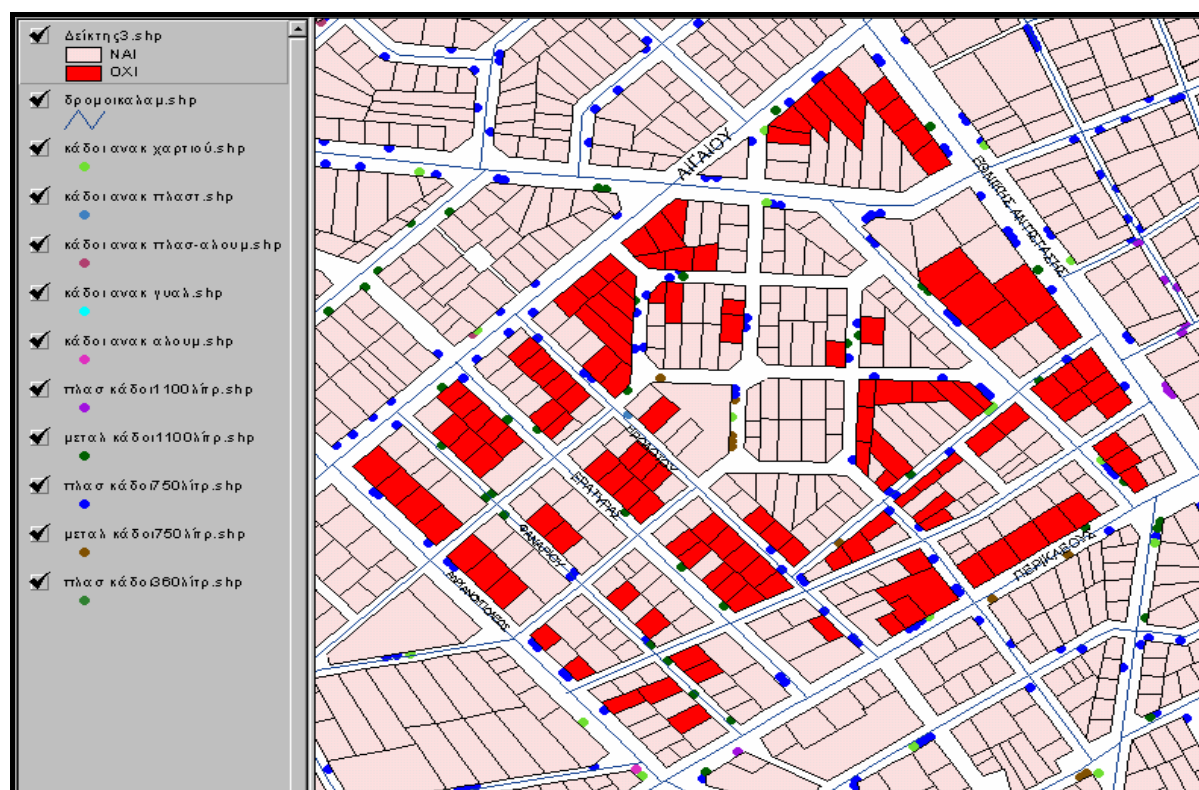 Δείκτης3.shp
ΝΑΙ
ΟΧΙ
δρομοικαλαμ.shp
κάδοι ανακ χαρτιού.shp
κάδοι ανακ πλαστ.shp
κάδοι ανακ πλασ-αλουμ.shp
κάδοι ανακ γυαλ.shp
κάδοι ανακ αλουμ.shp
πλασ κάδοι1100λίτρ.shp
μεταλ κάδοι1100λίτρ.shp
πλασ κάδοι750λίτρ.shp
μεταλ κάδοι750λίτρ.shp
πλασ κάδοι360λίτρ.shp
ΑΙΓΑΙΟΥ
ΕΘΝΙΚΗΣ ΑΝΤΙΣΤΑΣΗΣ
ΕΡΑΤΥΡΑΣ
ΦΑΝΑΡΙΟΥ
ΠΕΡΙΚΛΕΟΥΣ